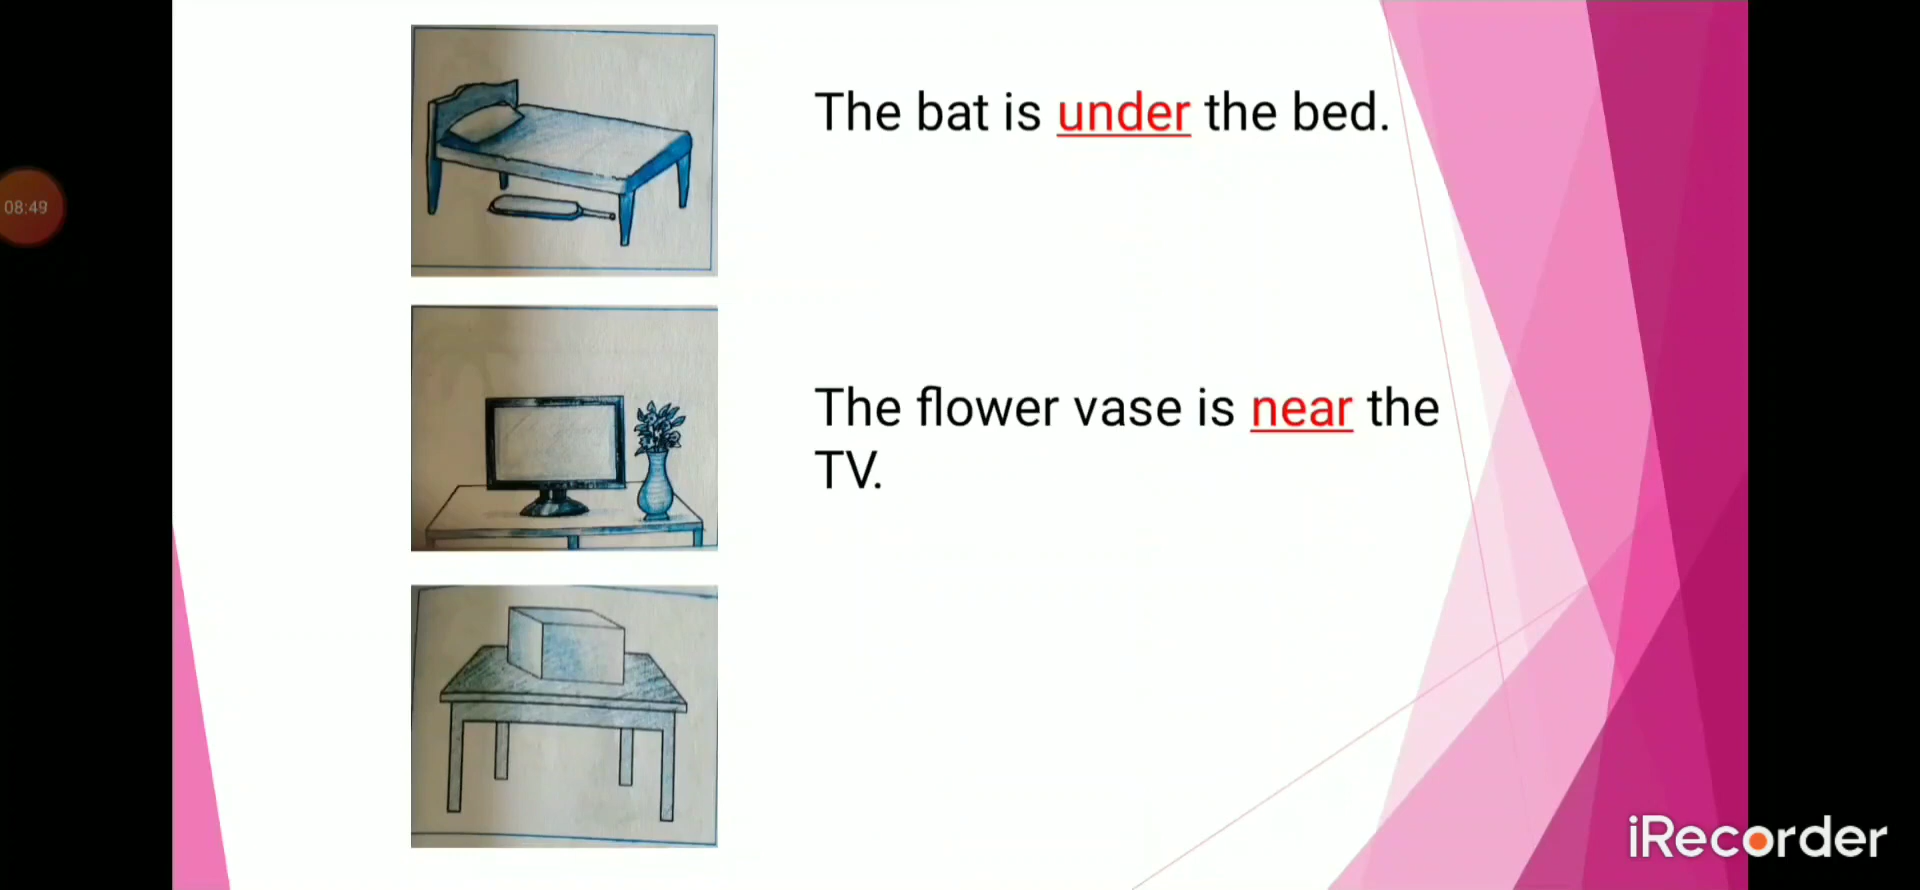 The bat is under the bed.
08:49
The flower vase is near the
TV.
iRecorder